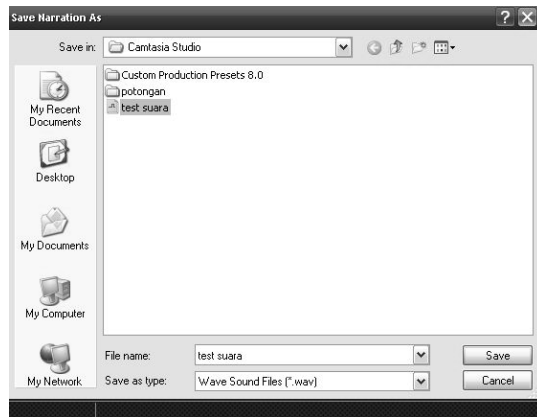 Save Narration As
Save in: Camtasia Studio
My Recent
Documents
Desktop
My Documents
My Computer
My Network
Custom Production Presets 8.0
potongan
test suara
File name: test suara Save
Save as type: Wave Sound Files (*.wav) Cancel